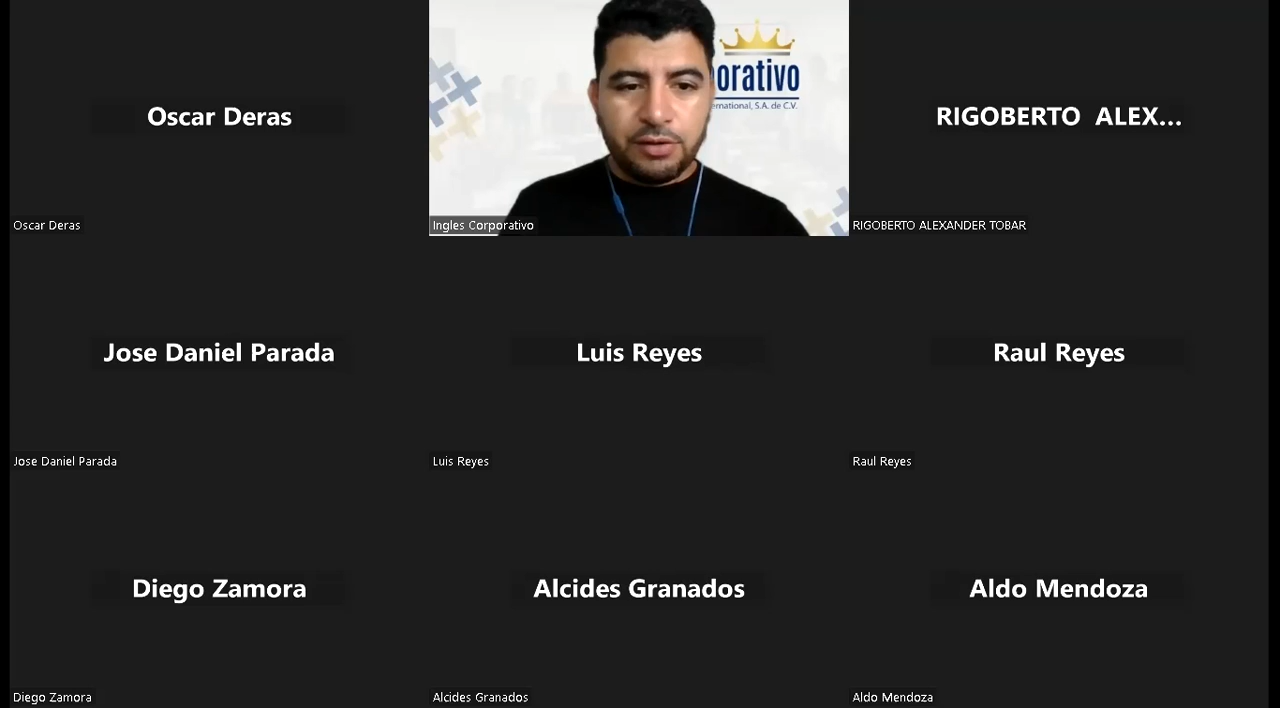 Oscar Deras
Oscar Deras
orativo
ernational, S.A. de C.V.
Ingles Corporativo
RIGOBERTO ALEX...
RIGOBERTO ALEXANDER TOBAR
Jose Daniel Parada
Jose Daniel Parada
Luis Reyes
Luis Reyes
Raul Reyes
Raul Reyes
Diego Zamora
Diego Zamora
Alcides Granados
Alcides Granados
Aldo Mendoza
Aldo Mendoza